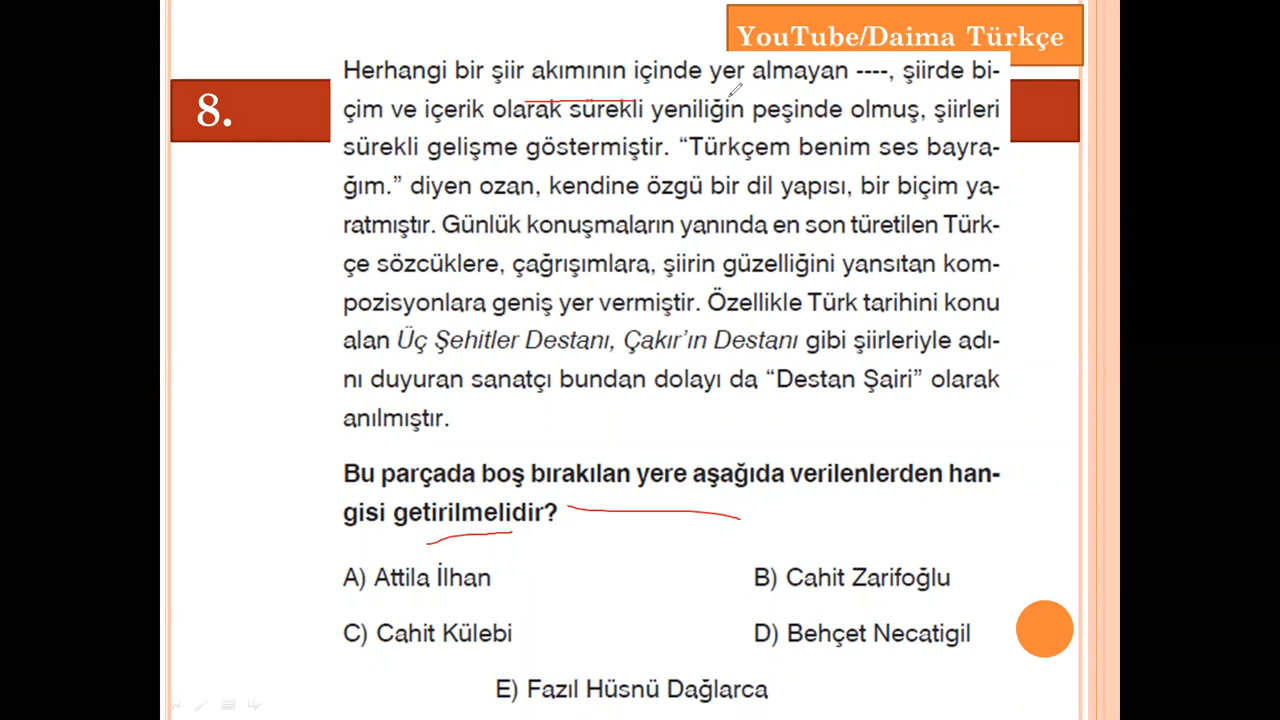 YouTube/Daima Türkçe
8.
Herhangi bir şiir akımının içinde yer almayan ----, şiirde bi-
çim ve içerik olarak sürekli yeniliğin peşinde olmuş, şiirleri
sürekli gelişme göstermiştir. “Türkçem benim ses bayra-
ğım.” diyen ozan, kendine özgü bir dil yapısı, bir biçim ya-
ratmıştır. Günlük konuşmaların yanında en son türetilen Türk-
çe sözcüklere, çağrışımlara, şiirin güzelliğini yansıtan kom-
pozisyonlara geniş yer vermiştir. Özellikle Türk tarihini konu
alan Üç Şehitler Destanı, Çakır’ın Destanı gibi şiirleriyle adı-
nı duyuran sanatçı bundan dolayı da “Destan Şairi” olarak
anılmıştır.
Bu parçada boş bırakılan yere aşağıda verilenlerden han-
gisi getirilmelidir?
A) Attila İlhan
B) Cahit Zarifoğlu
C) Cahit Külebi
D) Behçet Necatigil
E) Fazıl Hüsnü Dağlarca